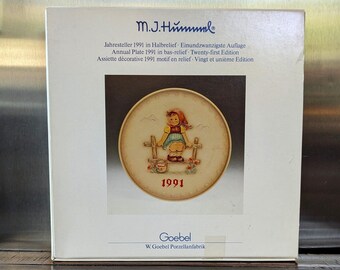 M.J.Hummel
Jahresteller 1991 in Halbrelief · Einundzwanzigste Auflage
Annual Plate 1991 in bas-relief · Twenty-first Edition
Assiette décorative 1991 motif en relief · Vingt et unième Edition
1991
Goebel
W. Goebel Porzellanfabrik